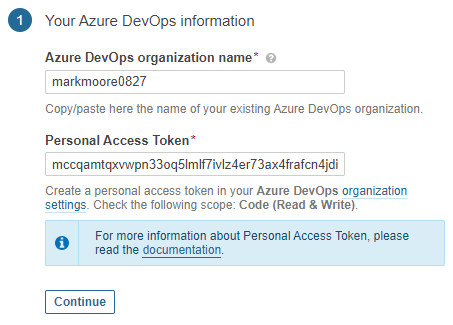 1 Your Azure DevOps information
Azure DevOps organization name* ?
markmoore0827
Copy/paste here the name of your existing Azure DevOps organization.
Personal Access Token*
mccqamtqxvwpn33oq5lmlf7ivlz4er73ax4frafcn4jdi
Create a personal access token in your Azure DevOps organization
settings. Check the following scope: Code (Read & Write).
i For more information about Personal Access Token, please
read the documentation.
Continue